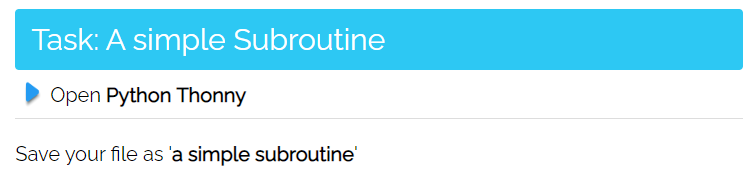 Task: A simple Subroutine
Open Python Thonny
Save your file as 'a simple subroutine'